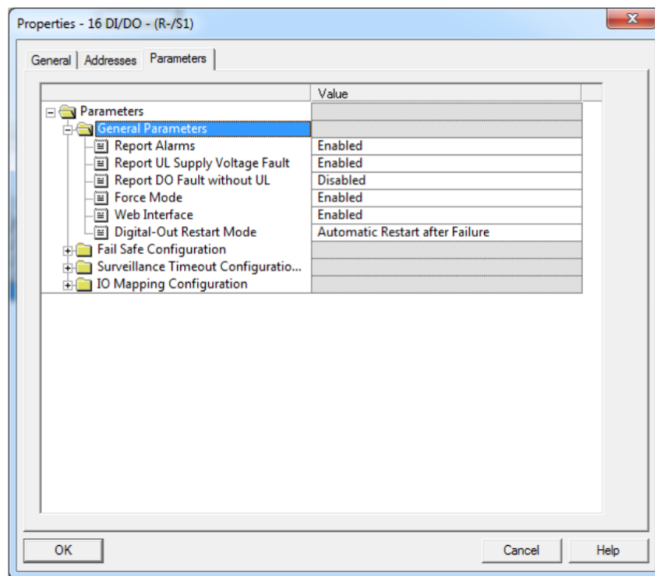 Properties - 16 DI/DO - (R-/S1)
General Addresses Parameters
Value
Parameters
General Parameters
Report Alarms Enabled
Report UL Supply Voltage Fault Enabled
Report DO Fault without UL Disabled
Force Mode Enabled
Web Interface Enabled
Digital-Out Restart Mode Automatic Restart after Failure
Fail Safe Configuration
Surveillance Timeout Configuratio...
IO Mapping Configuration
OK Cancel Help